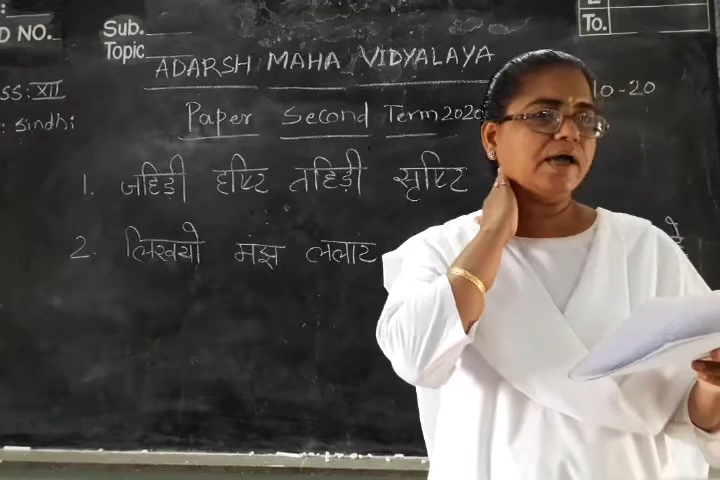 D NO.
Sub.
Topic
To.
ADARSH MAHA VIDYALAYA
SS: XII
10-20
: Sindhi
Paper Second Term 2020
1. जहिड़ी दृष्टि तहिड़ी सृष्टि
2. लिखयो मंझ ललाट